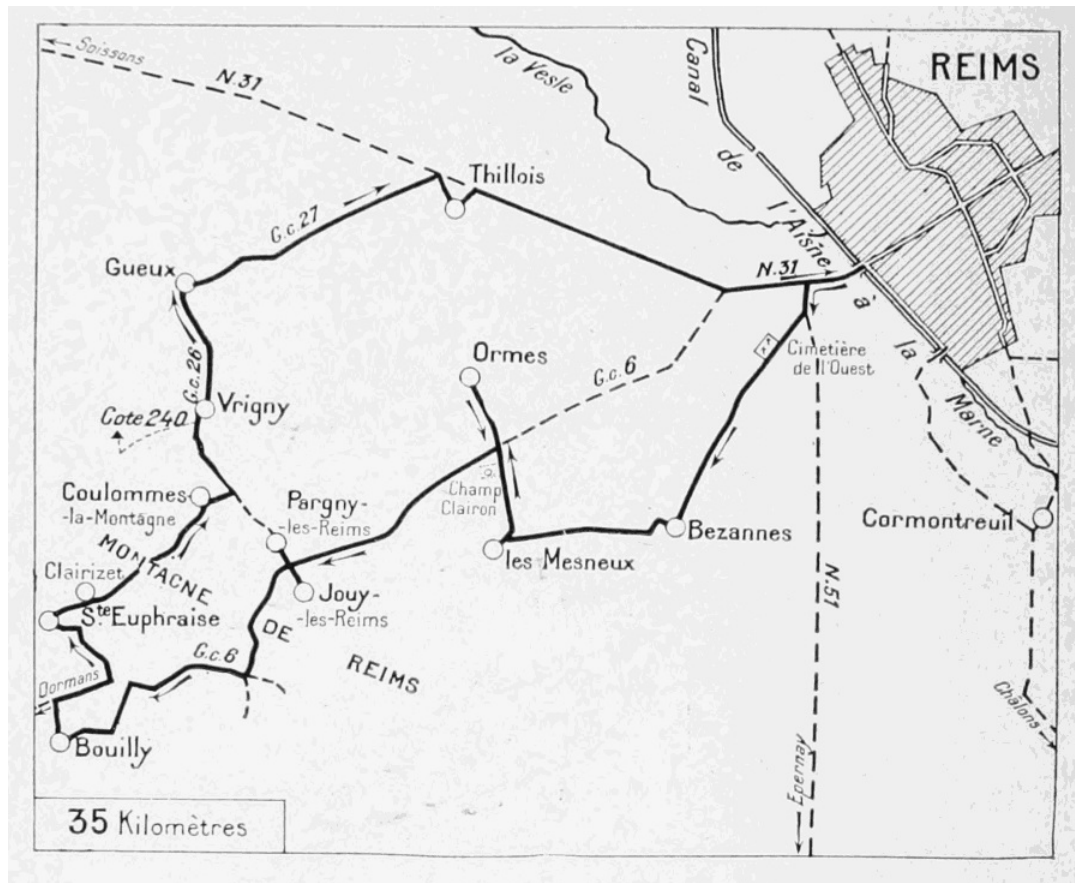 Soissons
N.31
la Vesle
Canal
de
l'Aisne
à
la
Marne
REIMS
Thillois
G.c.27
Gueux
N.31
Cimetière
de l'Ouest
Ormes
G.c.6
G.c.26
Vrigny
Cote 240
Coulommes-
-la-Montagne
Pargny-
-les-Reims
Champ
Clairon
Bezannes
Cormontreuil
les Mesneux
MONTAGNE
DE
REIMS
Clairizet
Jouy-
-les-Reims
Ste Euphraise
N.51
G.c.6
Dormans
Châlons
Bouilly
Epernay
35 Kilomètres